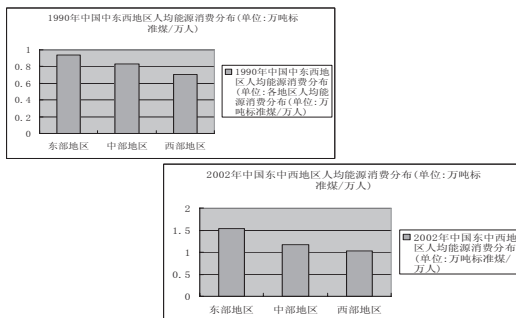 1990年中国中东西地区人均能源消费分布(单位:万吨标
准煤/万人)
1
0.8
0.6
0.4
0.2
0
东部地区 中部地区 西部地区
1990年中国中东西地
区人均能源消费分布
(单位:各地区人均能
源消费分布(单位:万
吨标准煤/万人)
2002年中国东中西地区人均能源消费分布(单位:万吨标
准煤/万人)
2
1.5
1
0.5
0
东部地区 中部地区 西部地区
2002年中国东中西地
区人均能源消费分布
(单位:万吨标准煤/
万人)